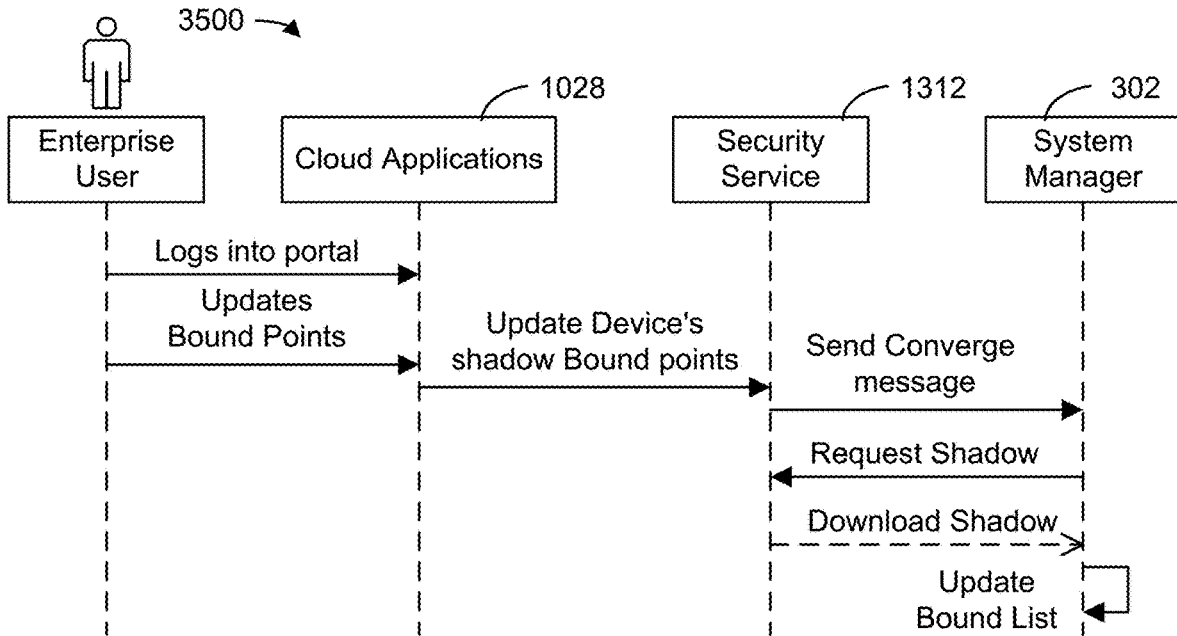 3500
1028
1312
302
Enterprise
User
Cloud Applications
Security
Service
System
Manager
Logs into portal
Updates
Bound Points
Update Device's
shadow Bound points
Send Converge
message
Request Shadow
Download Shadow
Update
Bound List